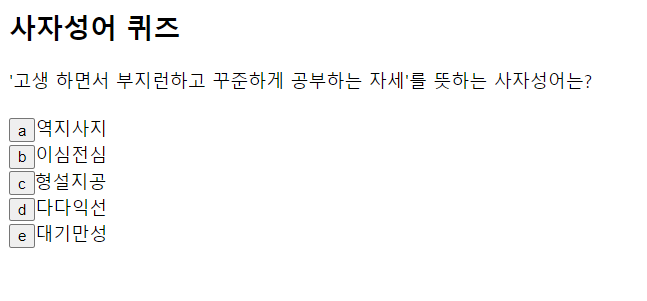 사자성어 퀴즈
'고생 하면서 부지런하고 꾸준하게 공부하는 자세'를 뜻하는 사자성어는?
a 역지사지
b 이심전심
c 형설지공
d 다다익선
e 대기만성